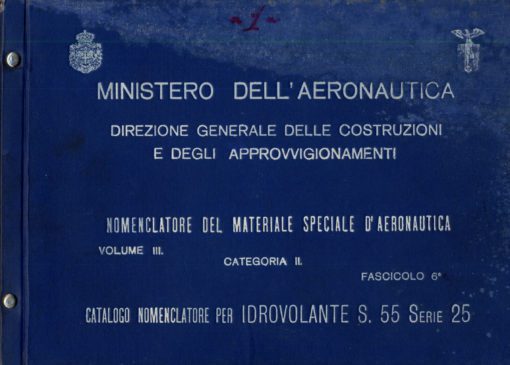 "1"
MINISTERO DELL'AERONAUTICA
DIREZIONE GENERALE DELLE COSTRUZIONI
E DEGLI APPROVVIGIONAMENTI
NOMENCLATORE DEL MATERIALE SPECIALE D'AERONAUTICA
VOLUME III.
CATEGORIA II.
FASCICOLO 6°
CATALOGO NOMENCLATORE PER IDROVOLANTE S. 55 SERIE 25